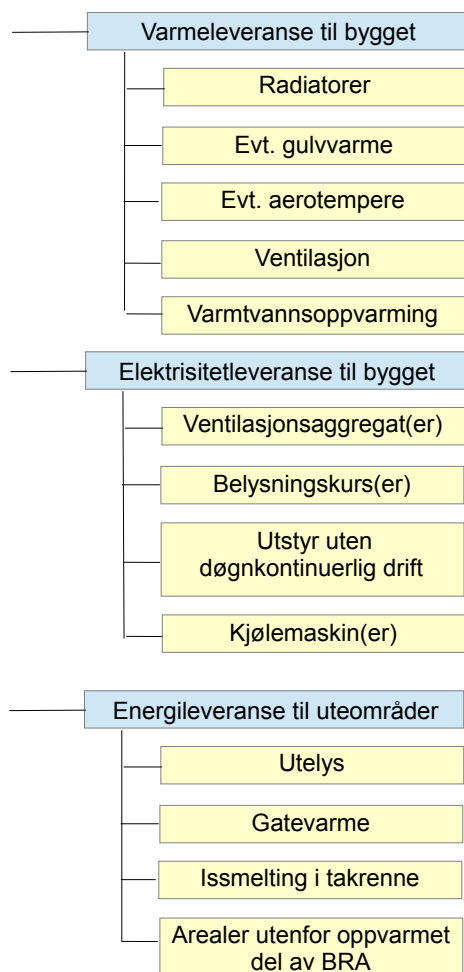 Varmeleveranse til bygget
Radiatorer
Evt. gulvvarme
Evt. aerotempere
Ventilasjon
Varmtvannsoppvarming
Elektrisitetleveranse til bygget
Ventilasjonsaggregat(er)
Belysningskurs(er)
Utstyr uten
døgnkontinuerlig drift
Kjølemaskin(er)
Energileveranse til uteområder
Utelys
Gatevarme
Issmelting i takrenne
Arealer utenfor oppvarmet
del av BRA